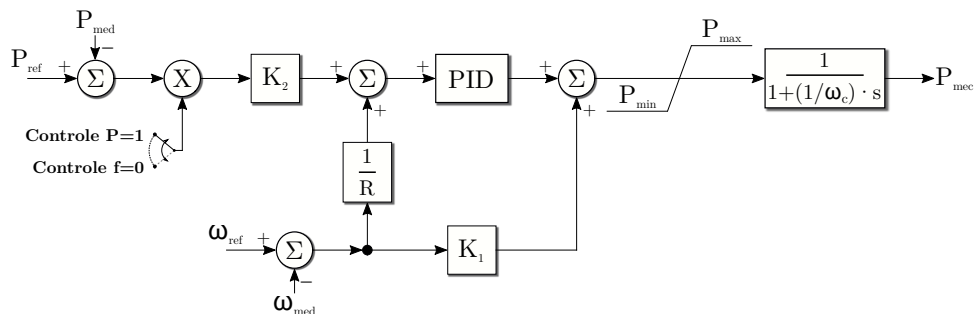 P_med
P_ref + − Σ
X
K_2
+ Σ +
+ PID
+ Σ +
P_max
P_min
1
1+(1/ω_c) · s
P_mec
Controle P=1
Controle f=0
1
R
ω_ref + Σ −
ω_med
K_1